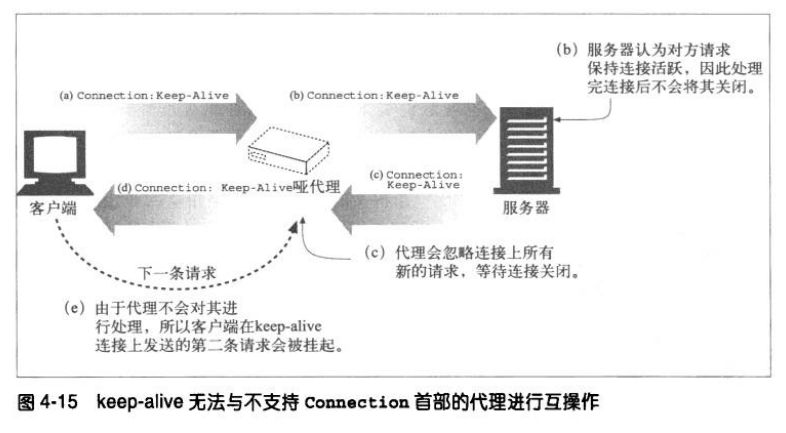 (b) 服务器认为对方请求
保持连接活跃，因此处理
完连接后不会将其关闭。
(a) Connection:Keep-Alive
(b) Connection:Keep-Alive
(c) Connection:
Keep-Alive
(d) Connection: Keep-Alive
哑代理
客户端
服务器
(c) 代理会忽略连接上所有
新的请求，等待连接关闭。
下一条请求
(e) 由于代理不会对其进
行处理，所以客户端在keep-alive
连接上发送的第二条请求会被挂起。
图 4-15 keep-alive 无法与不支持 Connection 首部的代理进行互操作